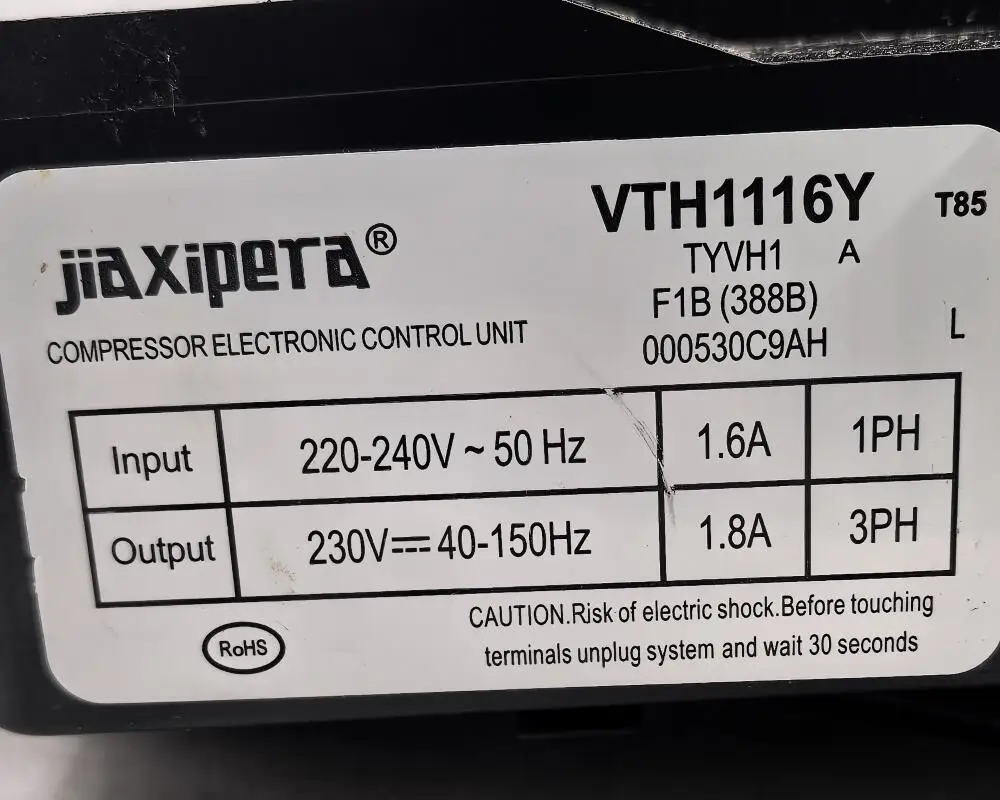 jiaxipera®
COMPRESSOR ELECTRONIC CONTROL UNIT
VTH1116Y T85
TYVH1 A
F1B (388B)
000530C9AH L
Input 220-240V ~ 50 Hz 1.6A 1PH
Output 230V⎓40-150Hz 1.8A 3PH
RoHS
CAUTION.Risk of electric shock.Before touching
terminals unplug system and wait 30 seconds